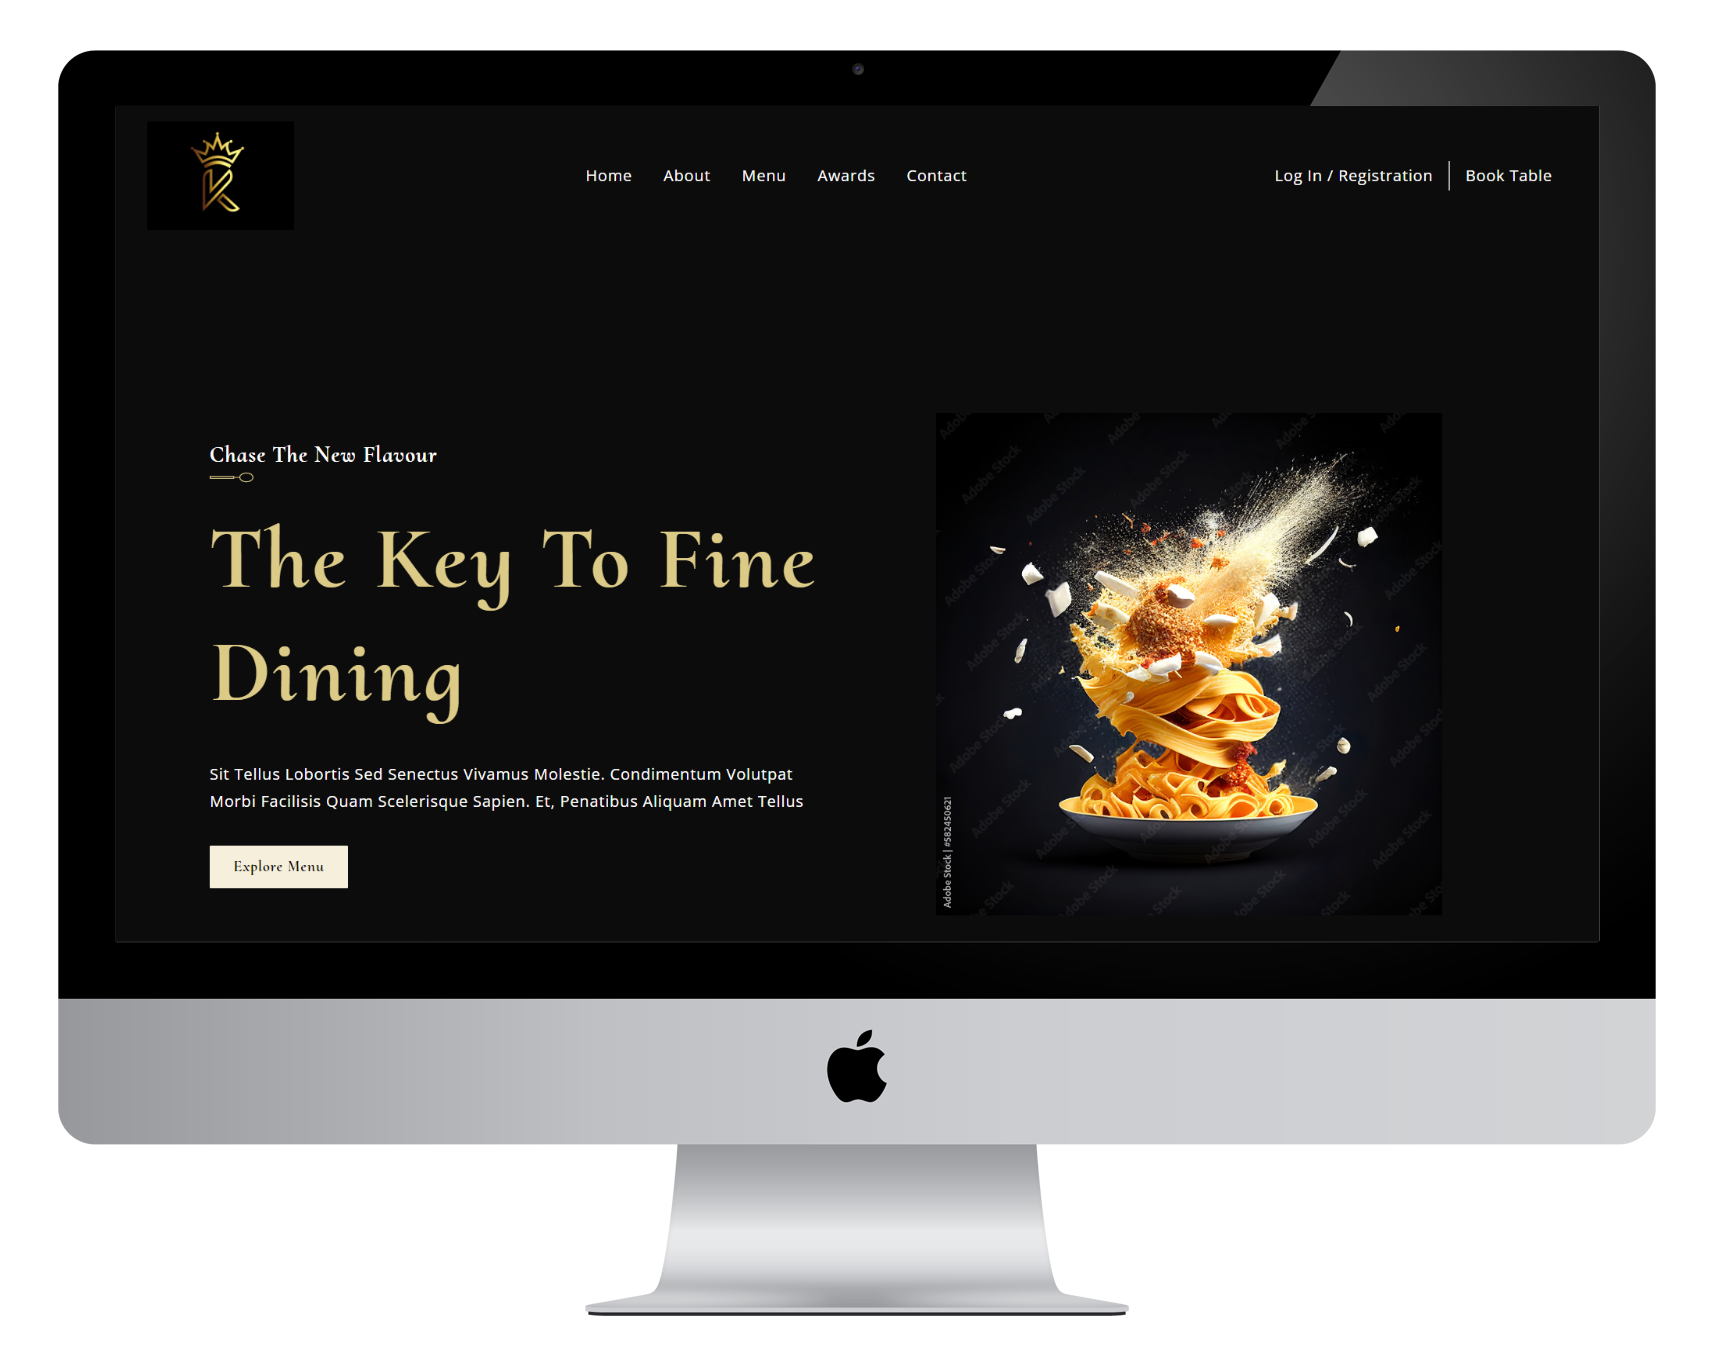 K
Home About Menu Awards Contact
Log In / Registration Book Table
Chase The New Flavour
The Key To Fine
Dining
Sit Tellus Lobortis Sed Senectus Vivamus Molestie. Condimentum Volutpat
Morbi Facilisis Quam Scelerisque Sapien. Et, Penatibus Aliquam Amet Tellus
Explore Menu
Adobe Stock
Adobe Stock | #582450621